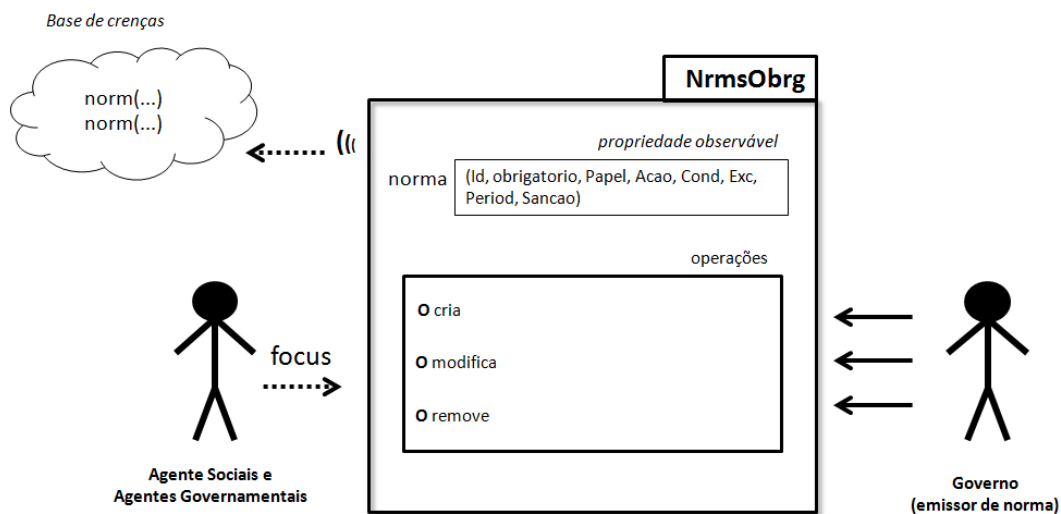 Base de crenças
norm(...)
norm(...)
NrmsObrg
propriedade observável
norma
(Id, obrigatorio, Papel, Acao, Cond, Exc,
Period, Sancao)
operações
O cria
O modifica
O remove
focus
Agente Sociais e
Agentes Governamentais
Governo
(emissor de norma)